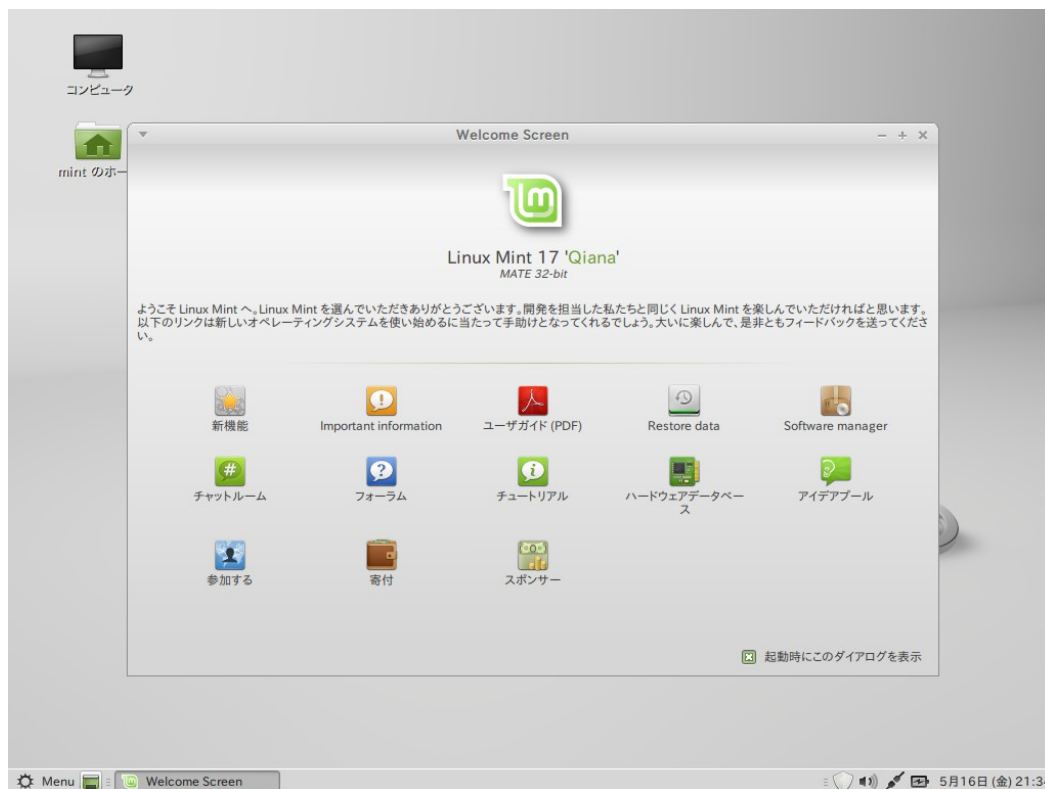 コンピュータ
mint のホー
Welcome Screen
Linux Mint 17 'Qiana'
MATE 32-bit
ようこそ Linux Mint へ。Linux Mint を選んでいただきありがとうございます。開発を担当した私たちと同じく Linux Mint を楽しんでいただければと思います。
以下のリンクは新しいオペレーティングシステムを使い始めるに当たって手助けとなってくれるでしょう。大いに楽しんで、是非ともフィードバックを送ってくださ
い。
新機能
Important information
ユーザガイド (PDF)
Restore data
Software manager
チャットルーム
フォーラム
チュートリアル
ハードウェアデータベー
ス
アイデアプール
参加する
寄付
スポンサー
起動時にこのダイアログを表示
Menu
Welcome Screen
5月16日 (金) 21:34